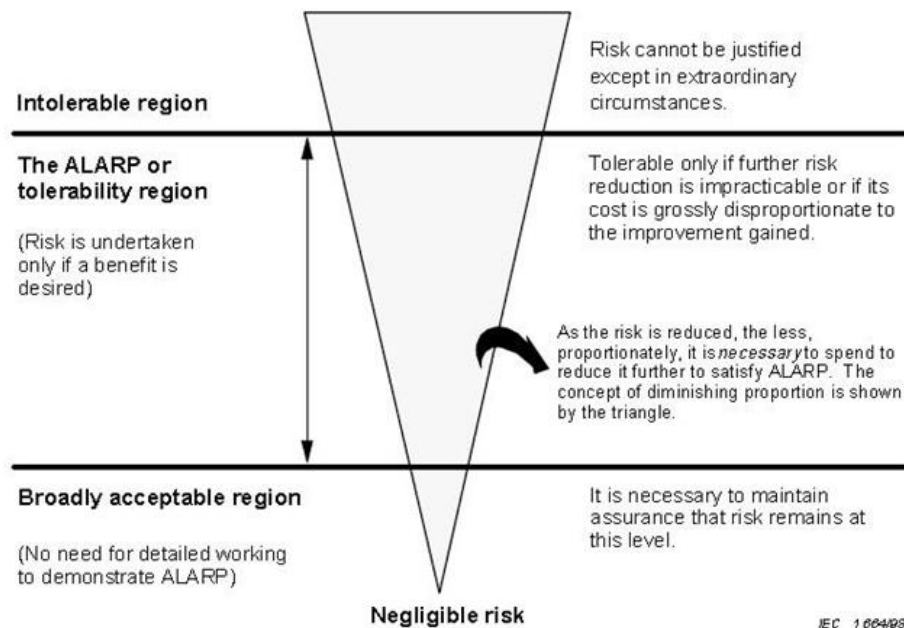 Risk cannot be justified
except in extraordinary
circumstances.
Intolerable region
The ALARP or
tolerability region
(Risk is undertaken
only if a benefit is
desired)
Tolerable only if further risk
reduction is impracticable or if its
cost is grossly disproportionate to
the improvement gained.
As the risk is reduced, the less,
proportionately, it is necessary to spend to
reduce it further to satisfy ALARP. The
concept of diminishing proportion is shown
by the triangle.
Broadly acceptable region
(No need for detailed working
to demonstrate ALARP)
It is necessary to maintain
assurance that risk remains at
this level.
Negligible risk
IEC 1 664/98